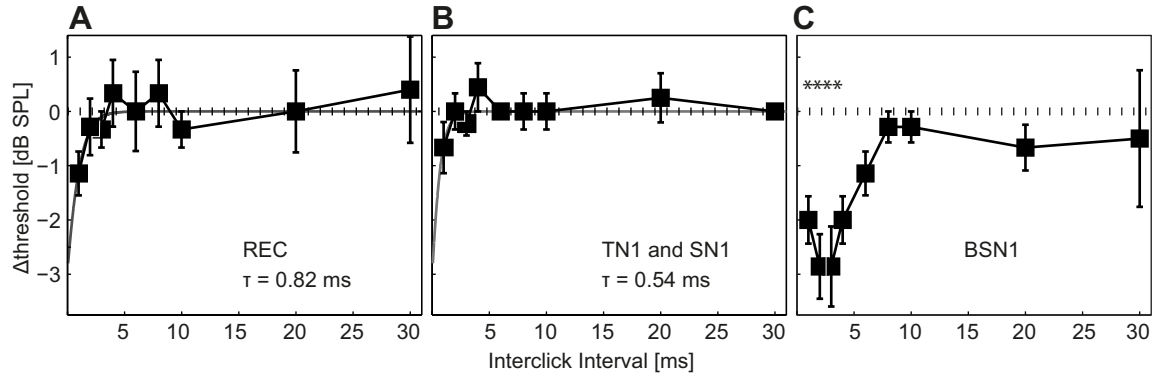 A B C
Δthreshold [dB SPL]
1
0
−1
−2
−3
****
REC
τ = 0.82 ms
TN1 and SN1
τ = 0.54 ms
BSN1
5 10 15 20 25 30 5 10 15 20 25 30 5 10 15 20 25 30
Interclick Interval [ms]